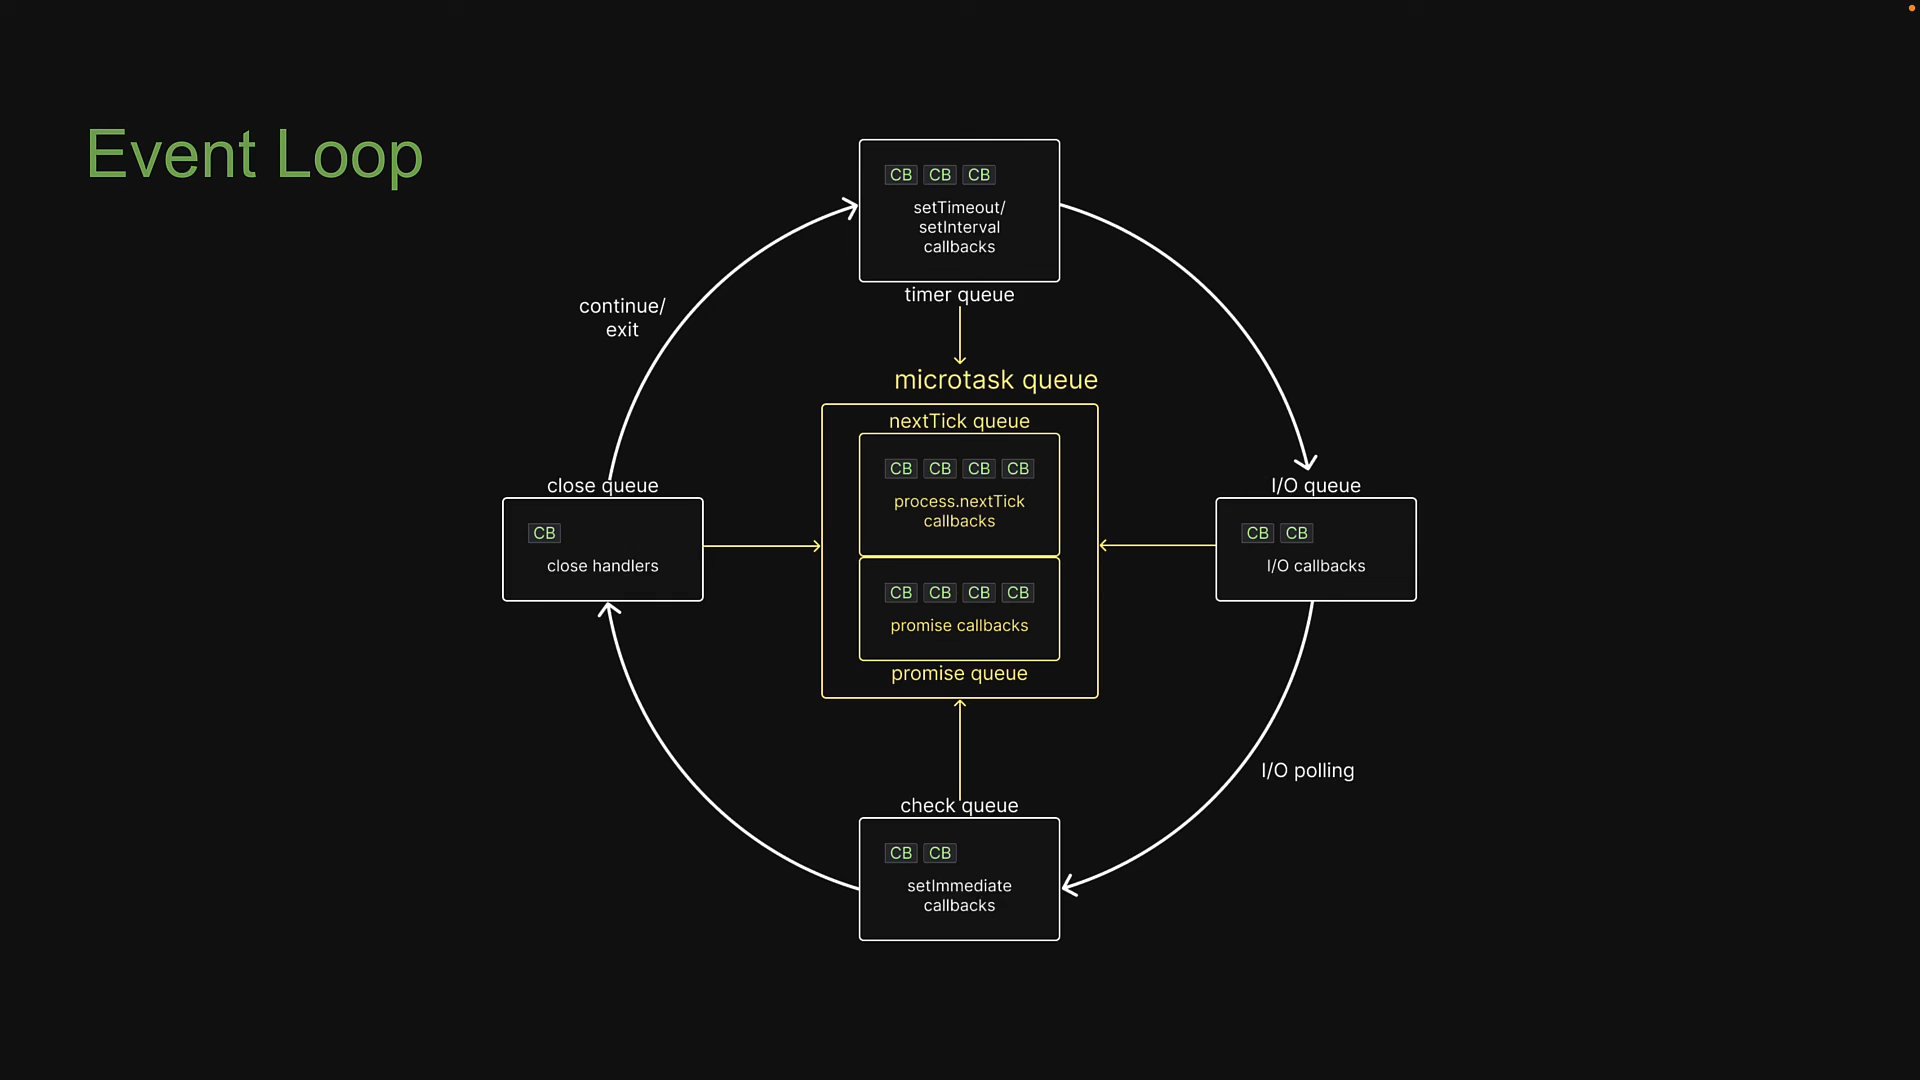 Event Loop
CB CB CB
setTimeout/
setInterval
callbacks
timer queue
continue/
exit
microtask queue
nextTick queue
CB CB CB CB
process.nextTick
callbacks
CB CB CB CB
promise callbacks
promise queue
close queue
CB
close handlers
I/O queue
CB CB
I/O callbacks
I/O polling
check queue
CB CB
setImmediate
callbacks